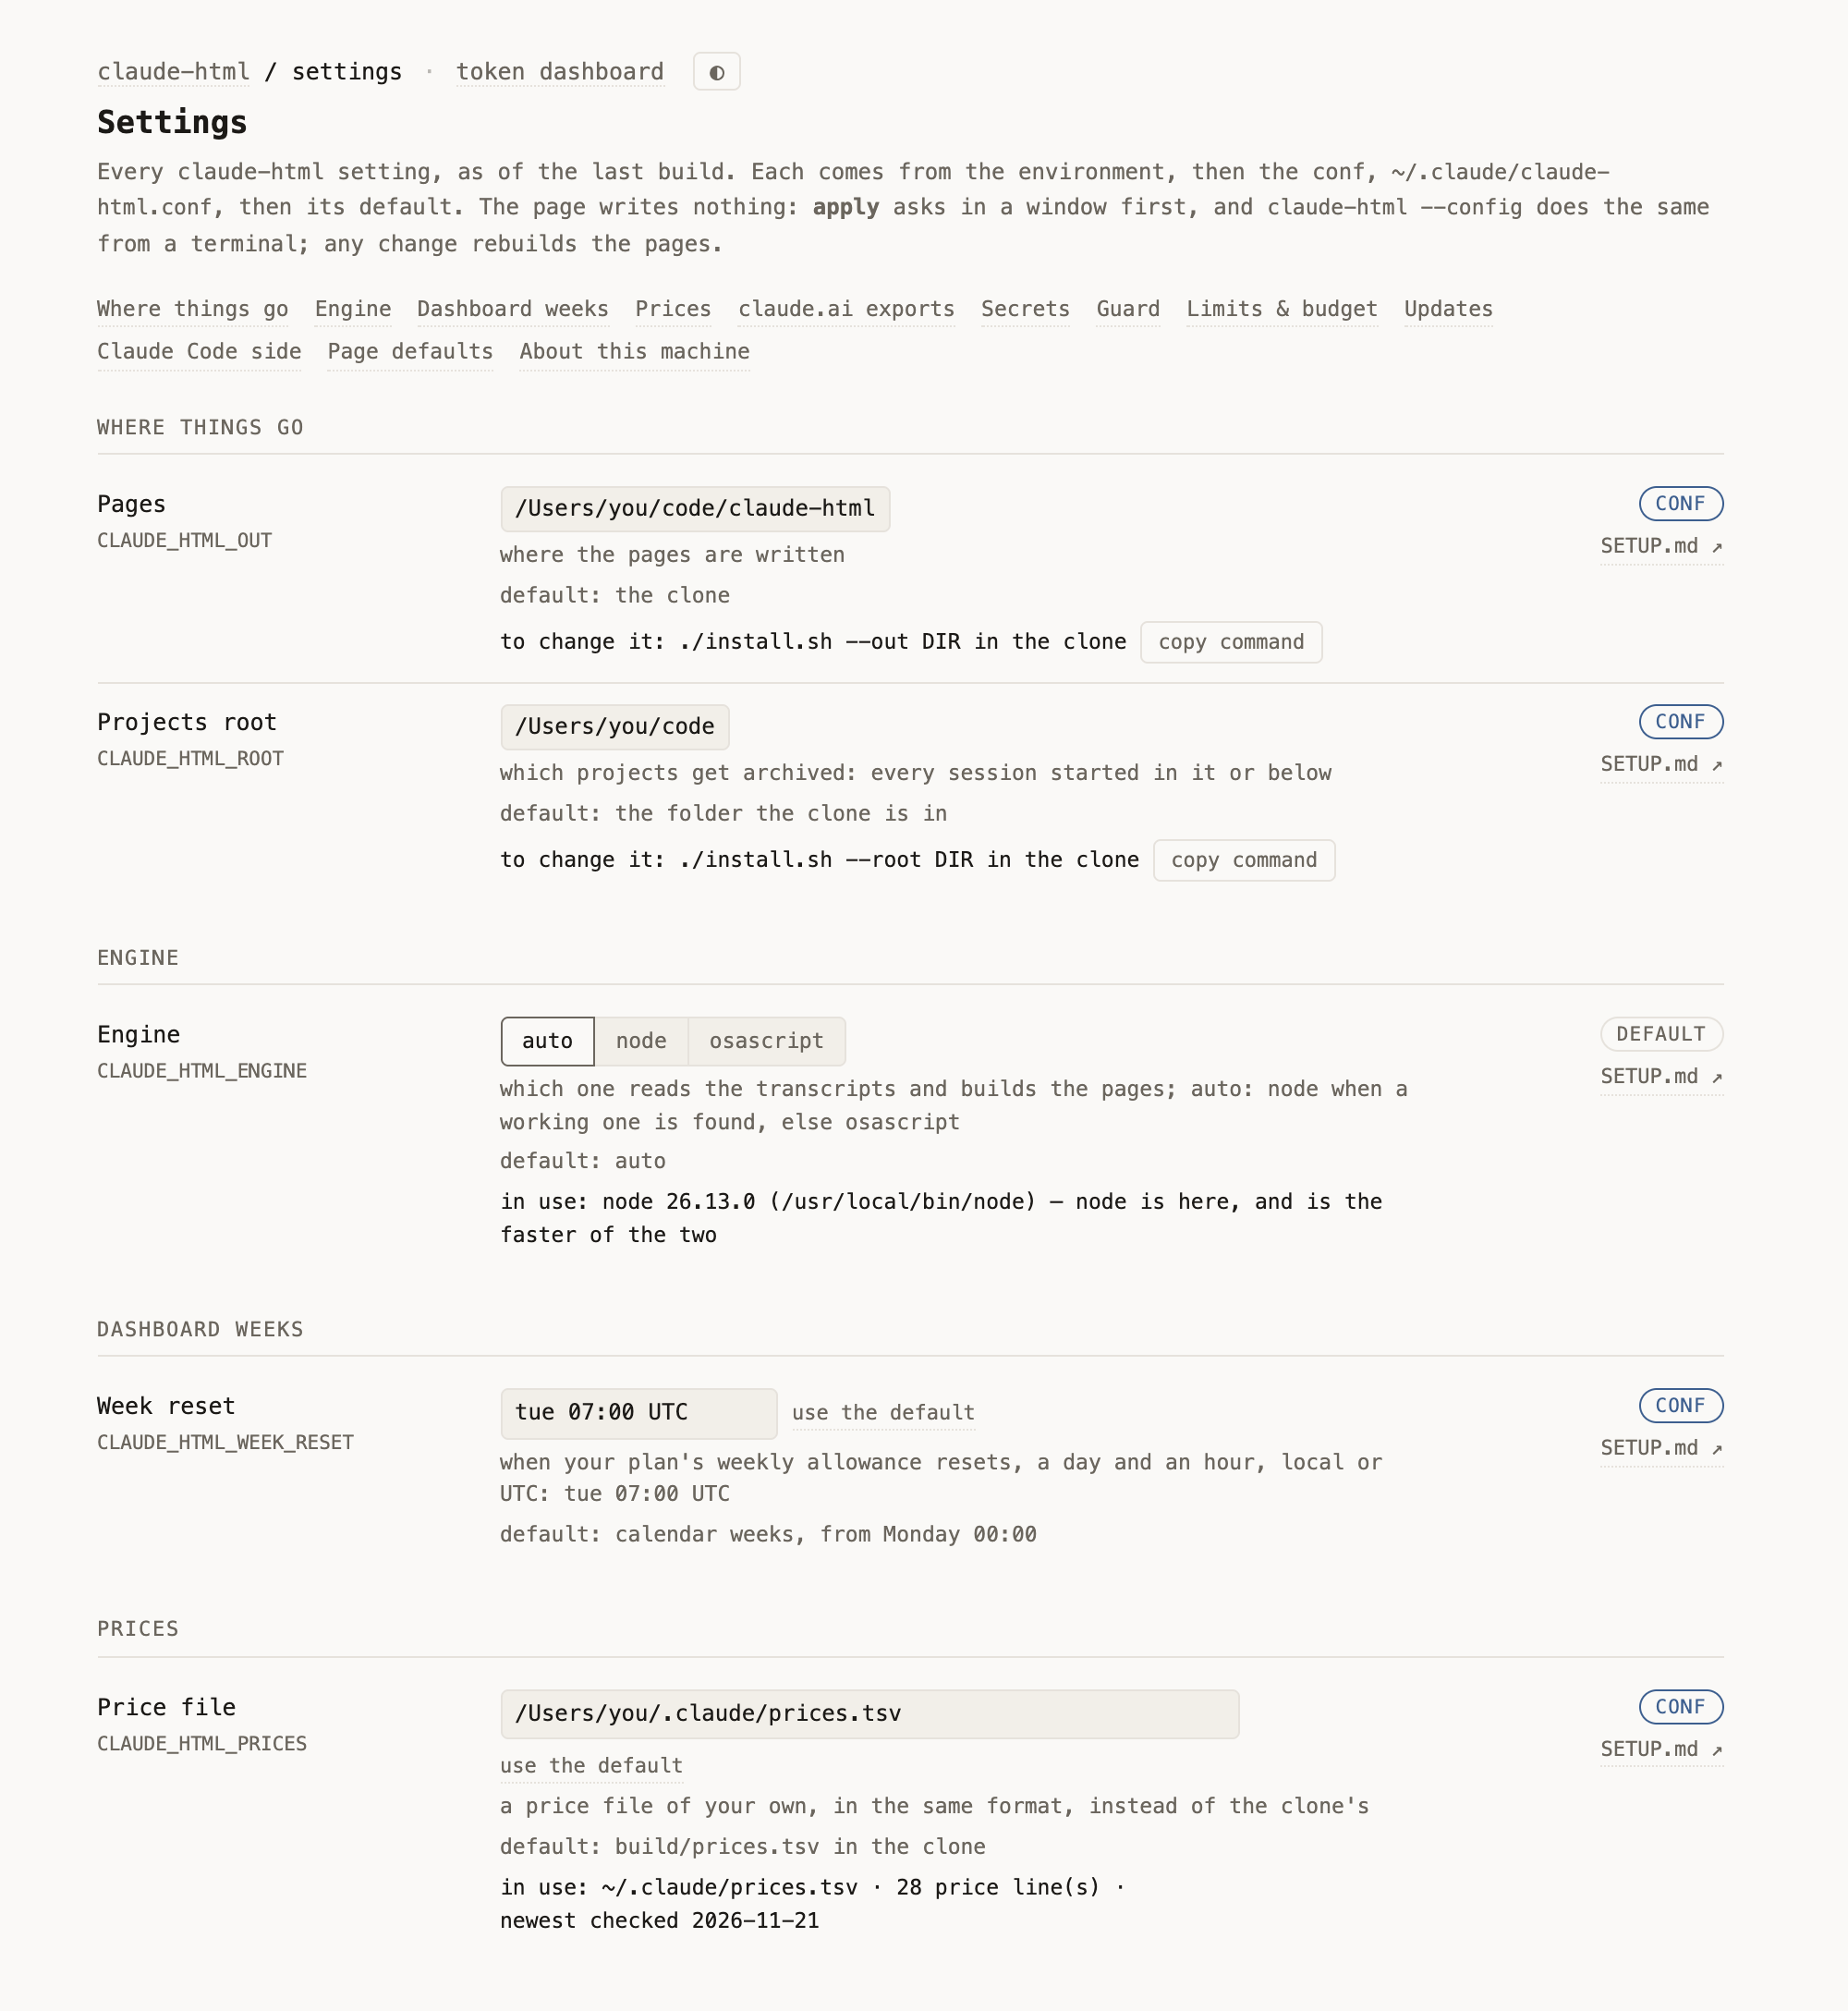 claude-html / settings · token dashboard ◐
Settings
Every claude-html setting, as of the last build. Each comes from the environment, then the conf, ~/.claude/claude-
html.conf, then its default. The page writes nothing: apply asks in a window first, and claude-html --config does the same
from a terminal; any change rebuilds the pages.
Where things go Engine Dashboard weeks Prices claude.ai exports Secrets Guard Limits & budget Updates
Claude Code side Page defaults About this machine
WHERE THINGS GO
Pages
CLAUDE_HTML_OUT
/Users/you/code/claude-html
where the pages are written
default: the clone
to change it: ./install.sh --out DIR in the clone copy command
CONF
SETUP.md ↗
Projects root
CLAUDE_HTML_ROOT
/Users/you/code
which projects get archived: every session started in it or below
default: the folder the clone is in
to change it: ./install.sh --root DIR in the clone copy command
CONF
SETUP.md ↗
ENGINE
Engine
CLAUDE_HTML_ENGINE
auto node osascript
which one reads the transcripts and builds the pages; auto: node when a
working one is found, else osascript
default: auto
in use: node 26.13.0 (/usr/local/bin/node) — node is here, and is the
faster of the two
DEFAULT
SETUP.md ↗
DASHBOARD WEEKS
Week reset
CLAUDE_HTML_WEEK_RESET
tue 07:00 UTC use the default
when your plan's weekly allowance resets, a day and an hour, local or
UTC: tue 07:00 UTC
default: calendar weeks, from Monday 00:00
CONF
SETUP.md ↗
PRICES
Price file
CLAUDE_HTML_PRICES
/Users/you/.claude/prices.tsv
use the default
a price file of your own, in the same format, instead of the clone's
default: build/prices.tsv in the clone
in use: ~/.claude/prices.tsv · 28 price line(s) ·
newest checked 2026-11-21
CONF
SETUP.md ↗